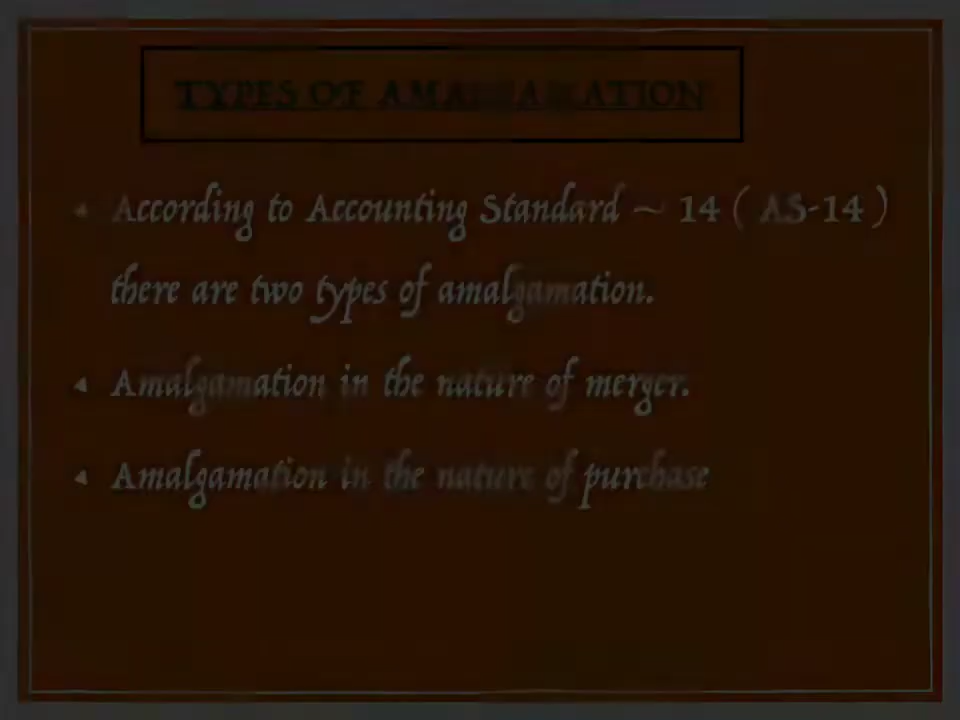 TYPES OF AMALGAMATION
According to Accounting Standard ~ 14 ( AS-14 )
there are two types of amalgamation.
Amalgamation in the nature of merger.
Amalgamation in the nature of purchase